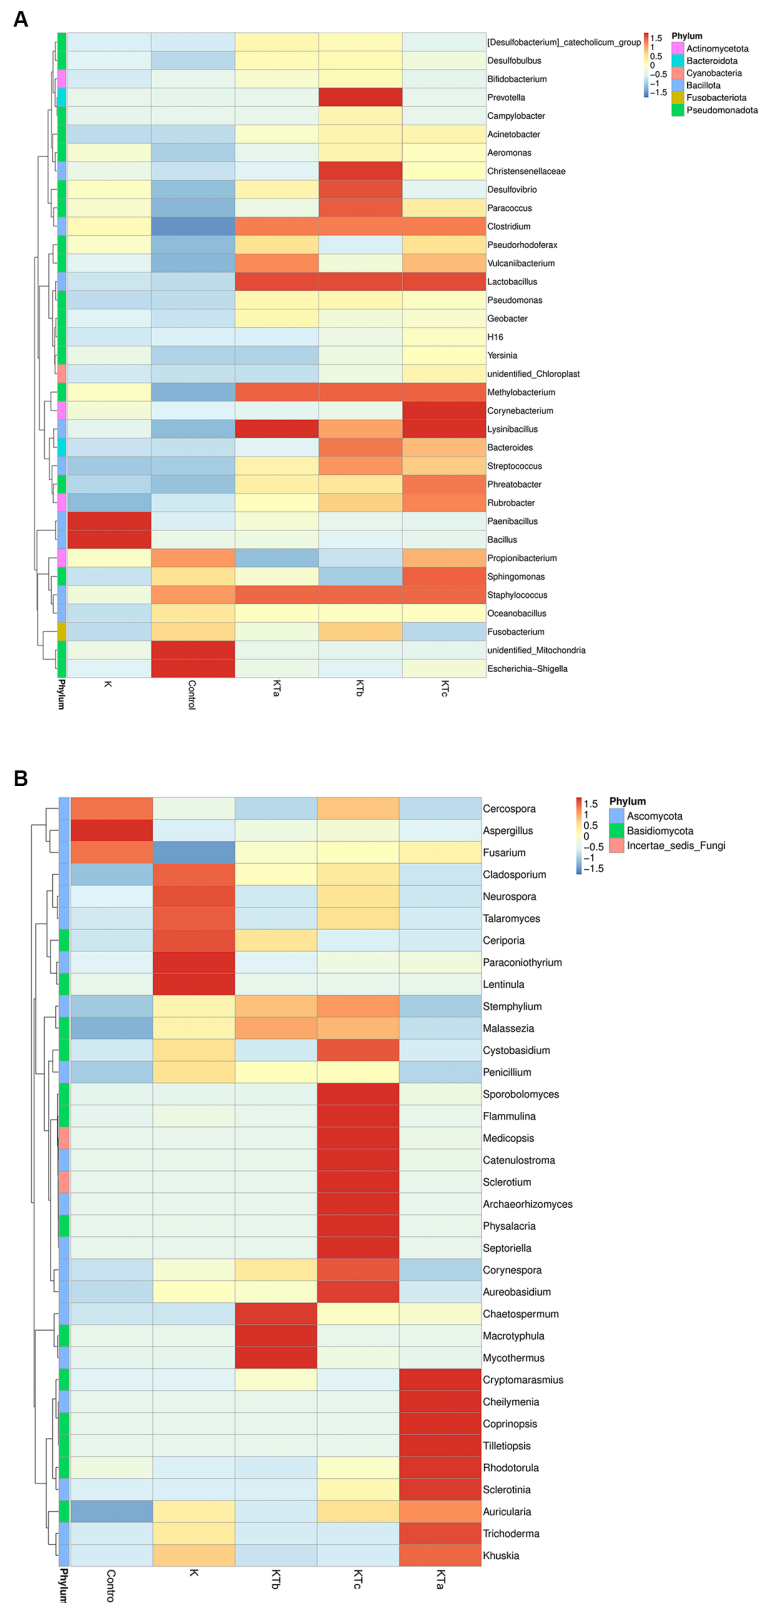 A
[Desulfobacterium]_catecholicum_group
Desulfobulbus
Bifidobacterium
Prevotella
Campylobacter
Acinetobacter
Aeromonas
Christensenellaceae
Desulfovibrio
Paracoccus
Clostridium
Pseudorhodoferax
Vulcaniibacterium
Lactobacillus
Pseudomonas
Geobacter
H16
Yersinia
unidentified_Chloroplast
Methylobacterium
Corynebacterium
Lysinibacillus
Bacteroides
Streptococcus
Phreatobacter
Rubrobacter
Paenibacillus
Bacillus
Propionibacterium
Sphingomonas
Staphylococcus
Oceanobacillus
Fusobacterium
unidentified_Mitochondria
Escherichia-Shigella
1.5
1
0.5
0
-0.5
-1
-1.5
Phylum
Actinomycetota
Bacteroidota
Cyanobacteria
Bacillota
Fusobacteriota
Pseudomonadota
Phylum
K
Control
KTa
KTb
KTc
B
Cercospora
Aspergillus
Fusarium
Cladosporium
Neurospora
Talaromyces
Ceriporia
Paraconiothyrium
Lentinula
Stemphylium
Malassezia
Cystobasidium
Penicillium
Sporobolomyces
Flammulina
Medicopsis
Catenulostroma
Sclerotium
Archaeorhizomyces
Physalacria
Septoriella
Corynespora
Aureobasidium
Chaetospermum
Macrotyphula
Mycothermus
Cryptomarasmius
Cheilymenia
Coprinopsis
Tilletiopsis
Rhodotorula
Sclerotinia
Auricularia
Trichoderma
Khuskia
1.5
1
0.5
0
-0.5
-1
-1.5
Phylum
Ascomycota
Basidiomycota
Incertae_sedis_Fungi
Phylum
Contro
K
KTb
KTc
KTa